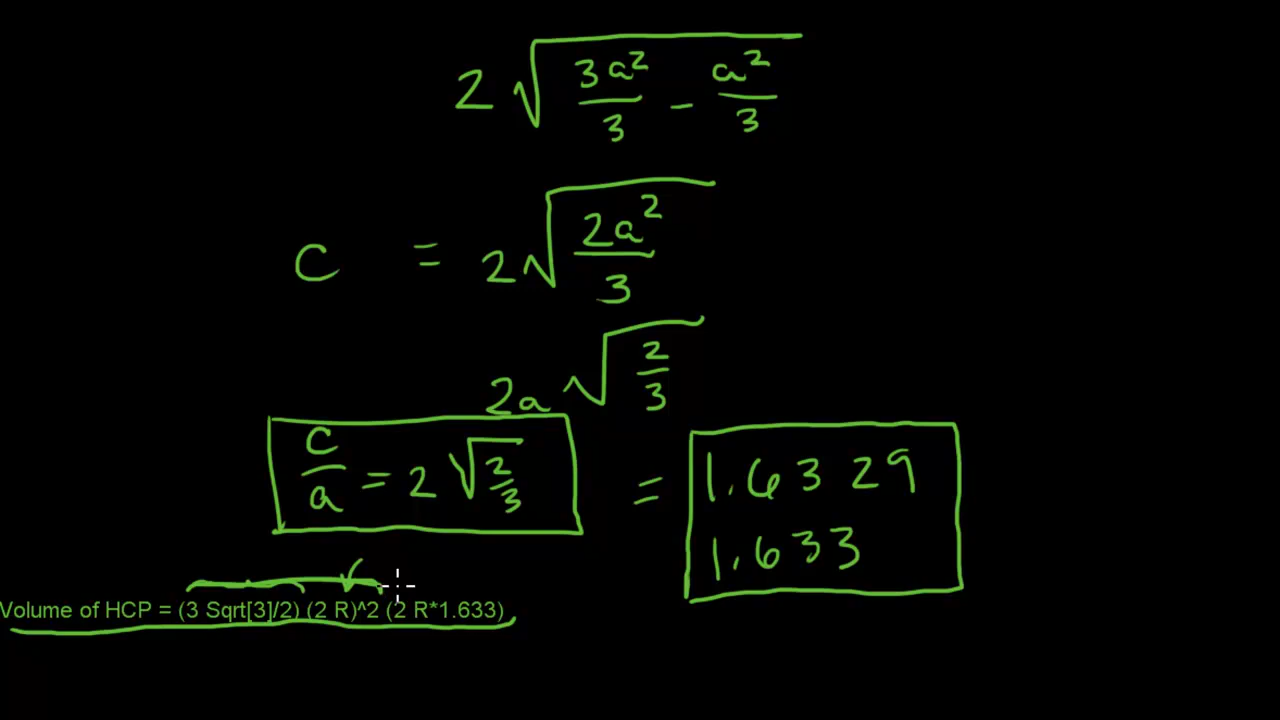 2 √(3a²/3 - a²/3)
C = 2 √(2a²/3)
2a √(2/3)
C/a = 2 √(2/3) = 1.6329
1.633
Volume of HCP = (3 Sqrt[3]/2) (2 R)^2 (2 R*1.633)